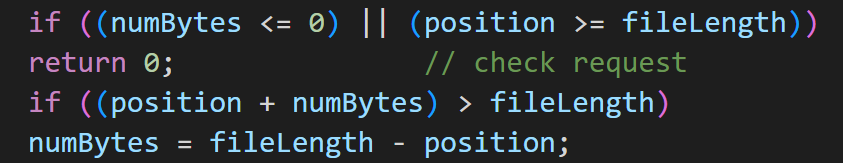 if ((numBytes <= 0) || (position >= fileLength))
return 0;                // check request
if ((position + numBytes) > fileLength)
numBytes = fileLength - position;